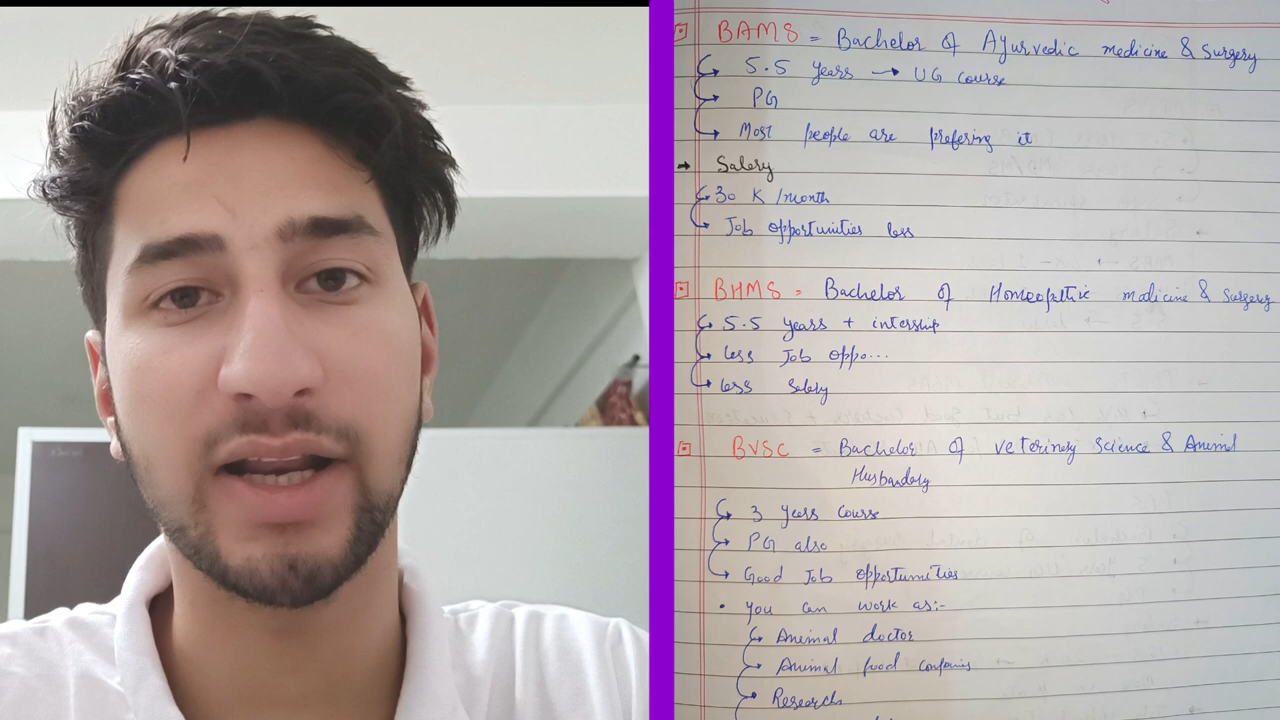 BAMS = Bachelor of Ayurvedic medicine & Surgery
5.5 years → UG course
PG
Most people are prefering it
→ Salary
30 K /month
Job opportunities less
BHMS = Bachelor of Homeopathic medicine & Surgery
5.5 years + intership
less Job oppo...
less Salary
BVSC = Bachelor of veterinery Science & Animal
Husbandary
3 years course
PG also
Good Job opportunities
• you can work as:-
Animal doctor
Animal food companies
Research